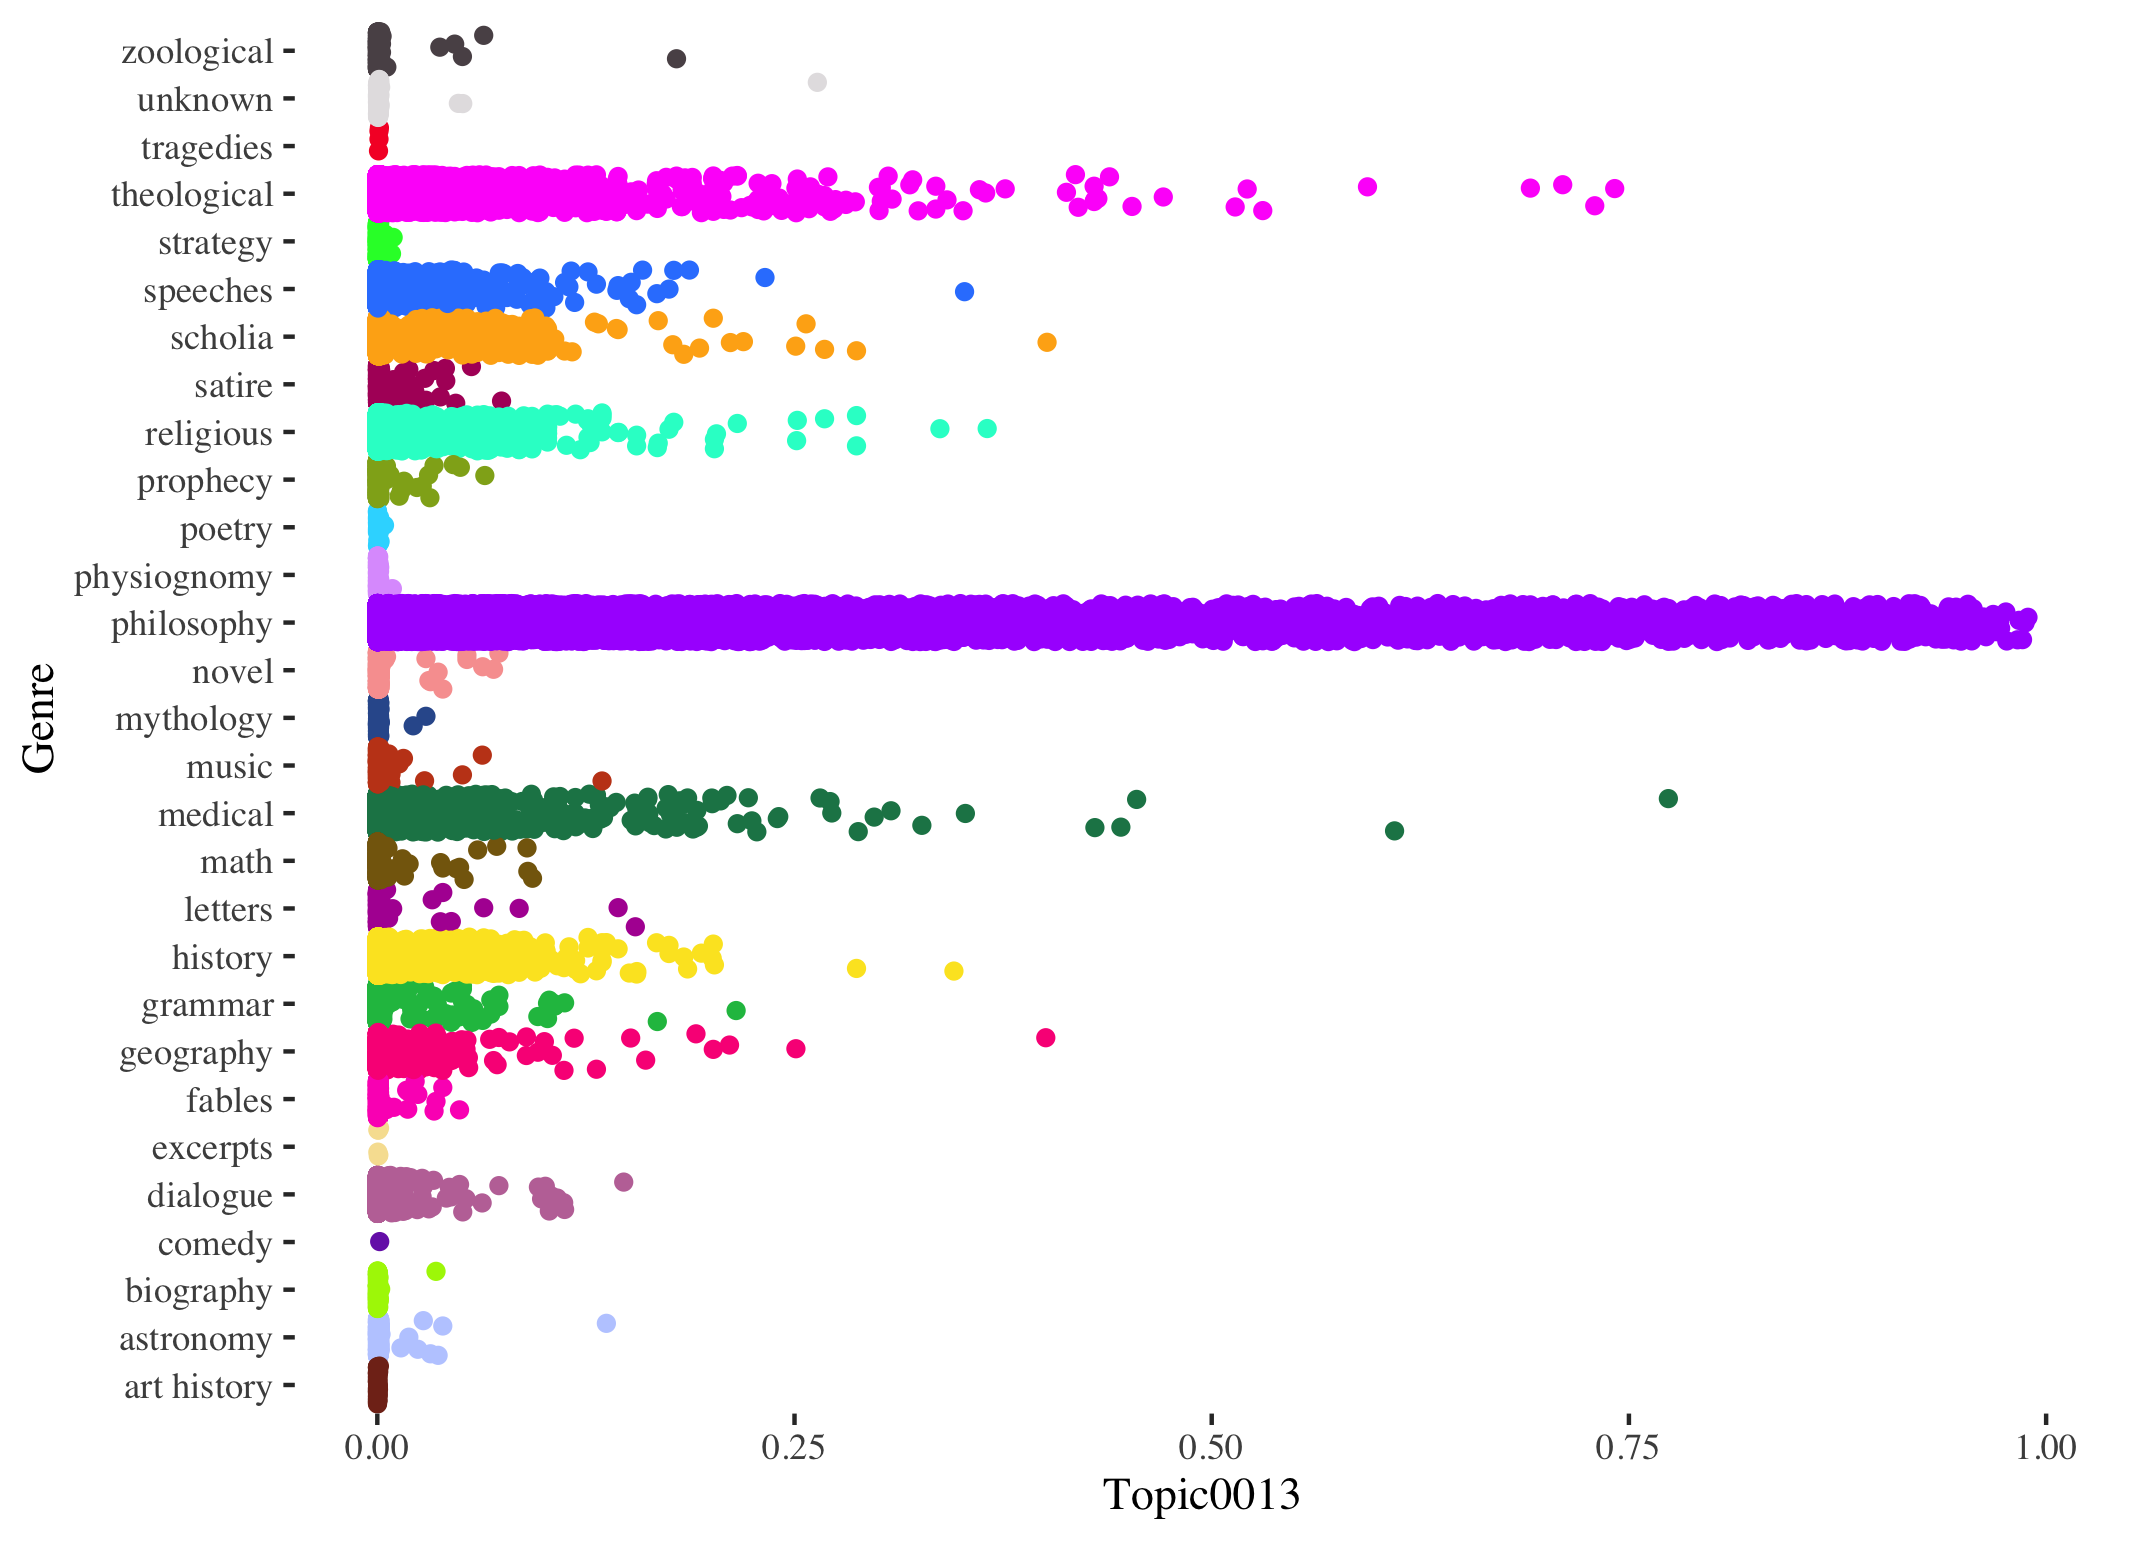 zoological
unknown
tragedies
theological
strategy
speeches
scholia
satire
religious
prophecy
poetry
physiognomy
philosophy
novel
mythology
music
medical
math
letters
history
grammar
geography
fables
excerpts
dialogue
comedy
biography
astronomy
art history
Genre
0.00 0.25 0.50 0.75 1.00
Topic0013